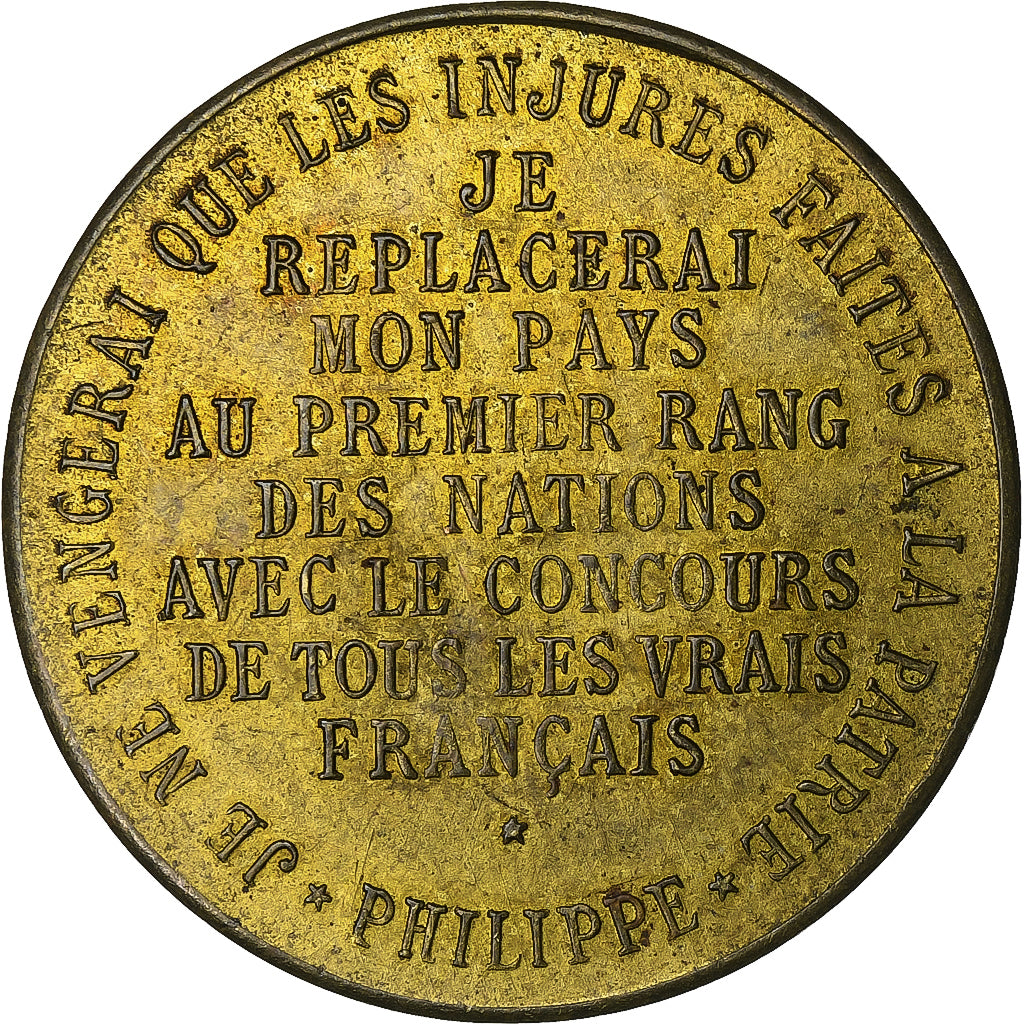 JE NE VENGERAI QUE LES INJURES FAITES A LA PATRIE
* PHILIPPE *
JE
REPLACERAI
MON PAYS
AU PREMIER RANG
DES NATIONS
AVEC LE CONCOURS
DE TOUS LES VRAIS
FRANÇAIS
*